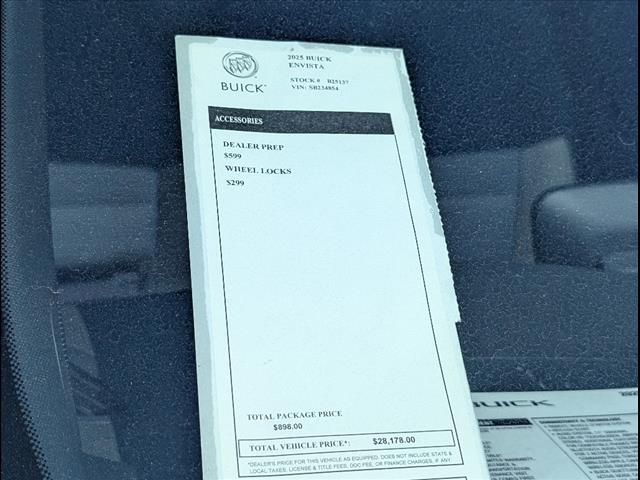 2025 BUICK
ENVISTA
STOCK # B25137
VIN: SB234854
BUICK
ACCESSORIES
DEALER PREP
$599
WHEEL LOCKS
$299
TOTAL PACKAGE PRICE
$898.00
TOTAL VEHICLE PRICE*: $28,178.00
*DEALER'S PRICE FOR THIS VEHICLE AS EQUIPPED. DOES NOT INCLUDE STATE &
LOCAL TAXES, LICENSE & TITLE FEES, DOC FEE, OR FINANCE CHARGES, IF ANY
BUICK